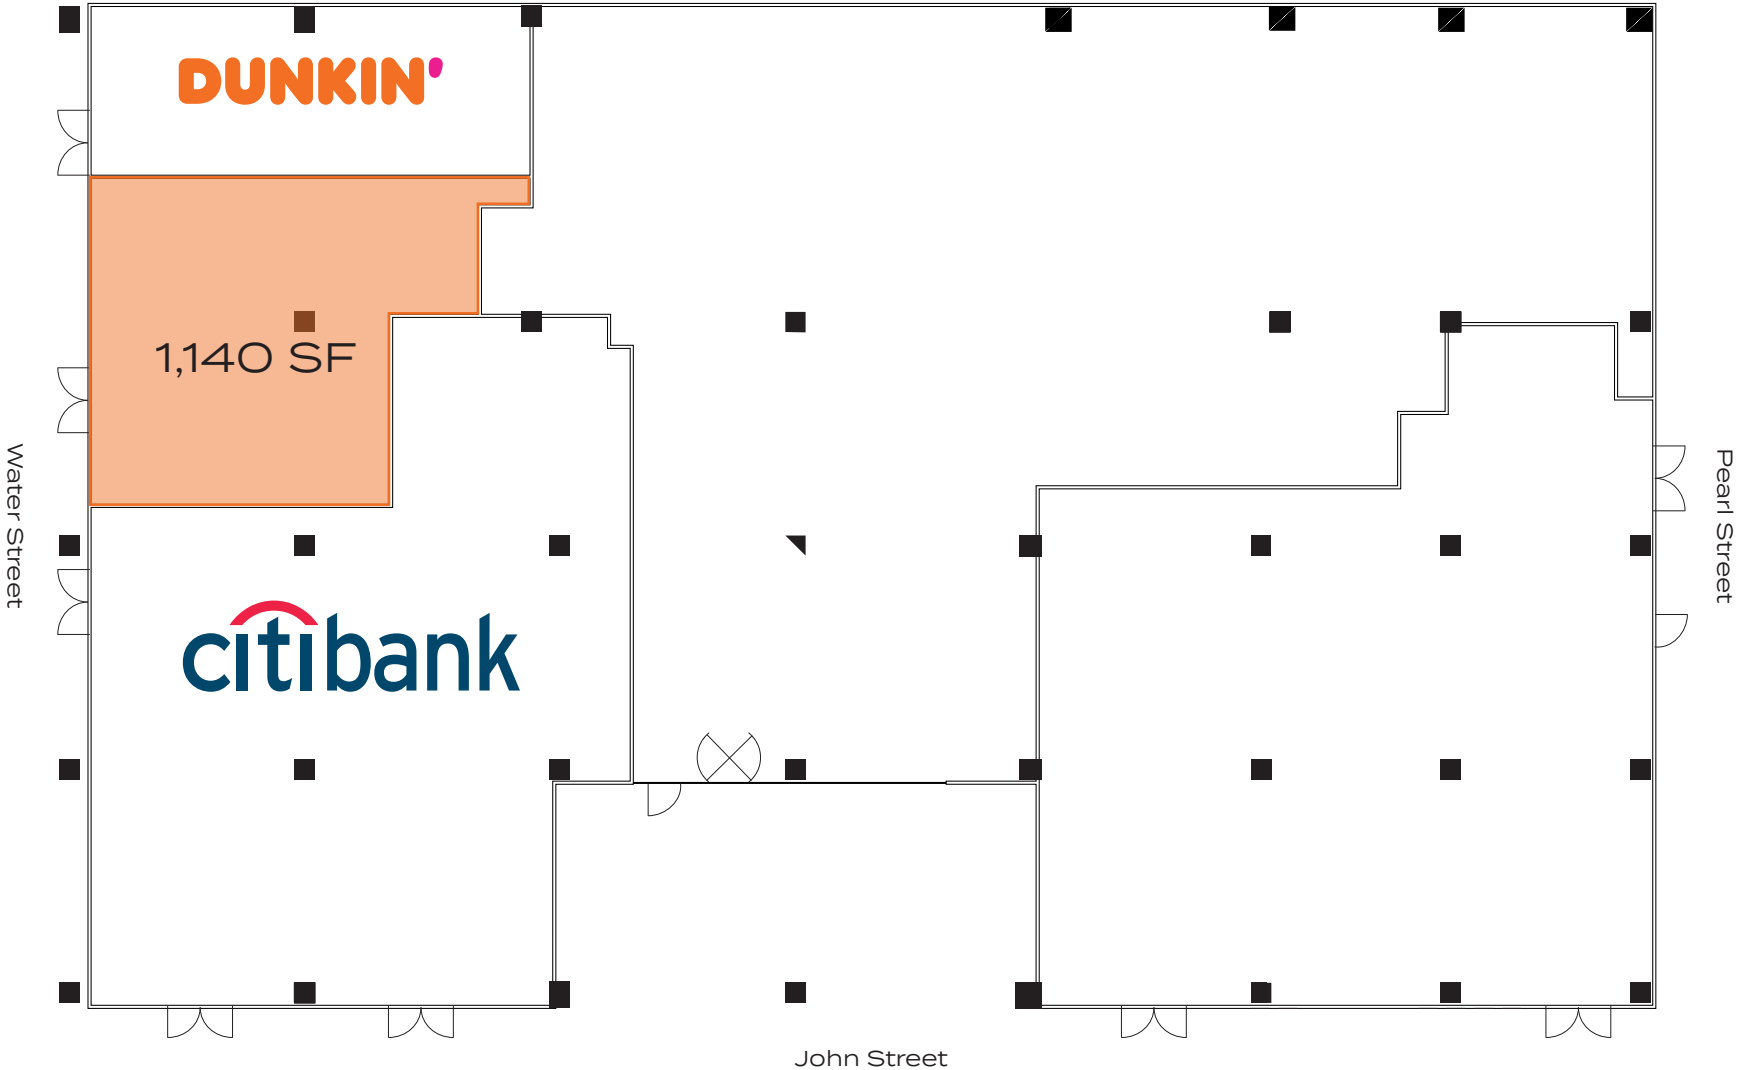 DUNKIN'
1,140 SF
Water Street
Pearl Street
citibank
John Street